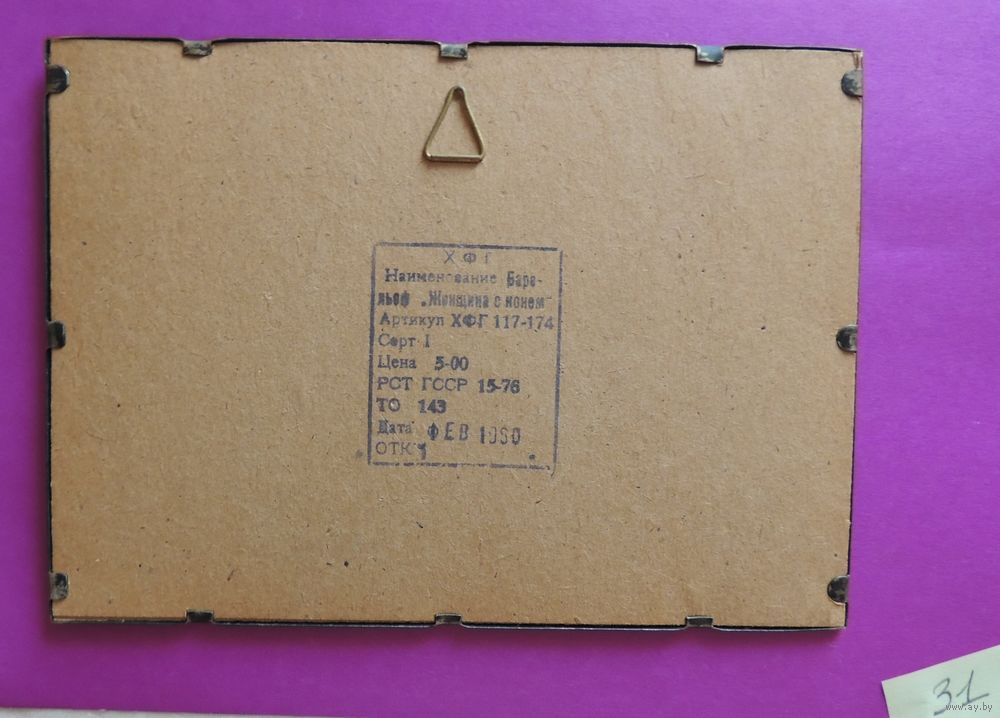 ХФГ
Наименование Баре-
льеф „Женщина с конем"
Артикул ХФГ 117-174
Сорт I
Цена 5-00
РСТ ГССР 15-76
ТО 143
Дата ФЕВ 1980
ОТК 1
31
www.ay.by